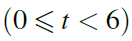 (0 ⩽ t < 6)